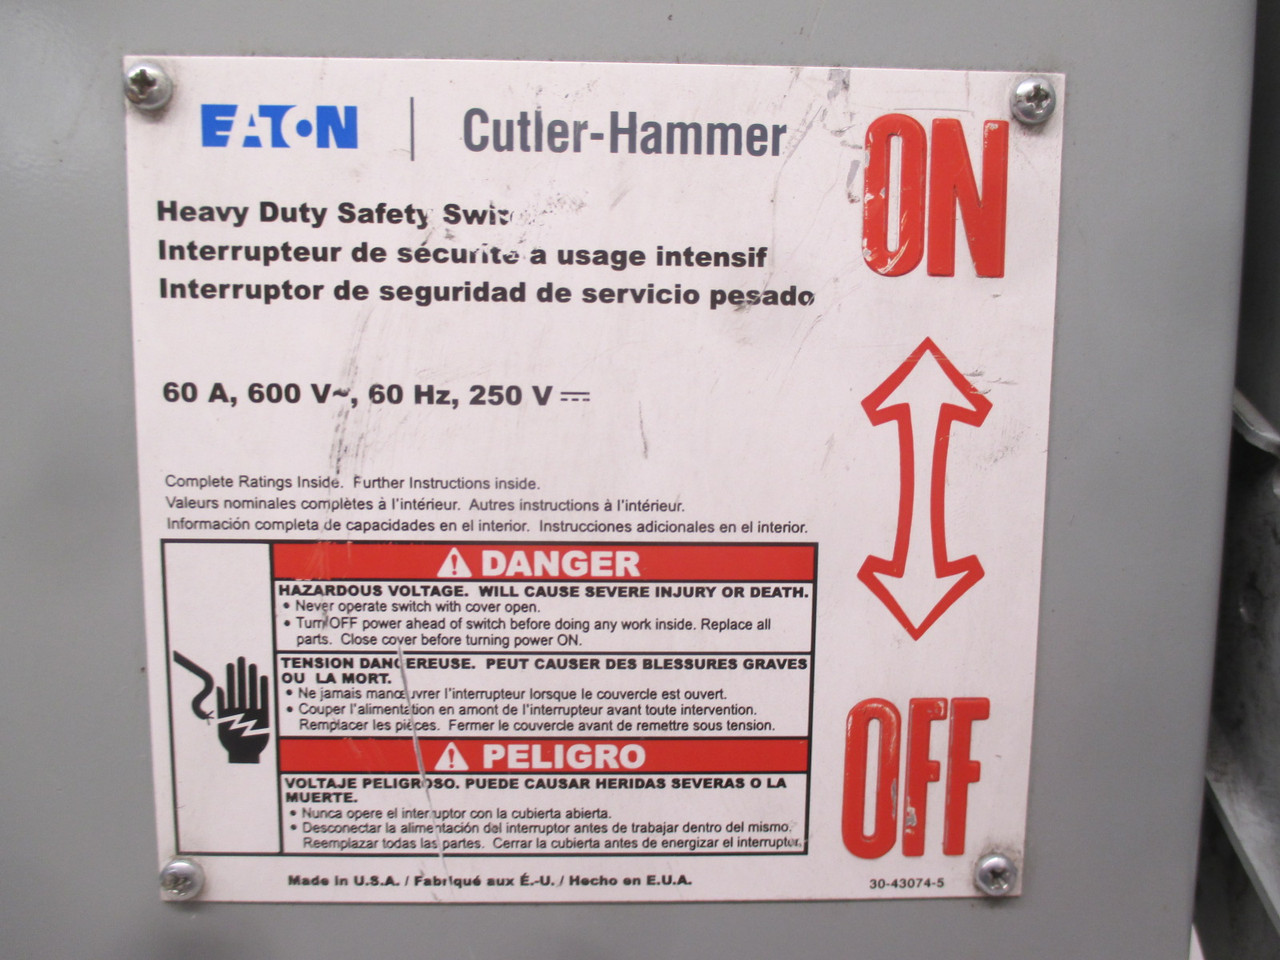 EATON | Cutler-Hammer
ON
Heavy Duty Safety
Interrupteur de sécurité à usage intensif
Interruptor de seguridad de servicio pesado
60 A, 600 V~, 60 Hz, 250 V ⎓
Complete Ratings Inside. Further Instructions inside.
Valeurs nominales complètes à l'intérieur. Autres instructions à l'intérieur.
Información completa de capacidades en el interior. Instrucciones adicionales en el interior.
⚠ DANGER
HAZARDOUS VOLTAGE. WILL CAUSE SEVERE INJURY OR DEATH.
• Never operate switch with cover open.
• Turn OFF power ahead of switch before doing any work inside. Replace all
parts. Close cover before turning power ON.
TENSION DANGEREUSE. PEUT CAUSER DES BLESSURES GRAVES
OU LA MORT.
• Ne jamais manœuvrer l'interrupteur lorsque le couvercle est ouvert.
• Couper l'alimentation en amont de l'interrupteur avant toute intervention.
Remplacer les pièces. Fermer le couvercle avant de remettre sous tension.
⚠ PELIGRO
VOLTAJE PELIGROSO. PUEDE CAUSAR HERIDAS SEVERAS O LA
MUERTE.
• Nunca opere el interruptor con la cubierta abierta.
• Desconectar la alimentación del interruptor antes de trabajar dentro del mismo.
Reemplazar todas las partes. Cerrar la cubierta antes de energizar el interruptor.
OFF
Made in U.S.A. / Fabriqué aux É.-U. / Hecho en E.U.A.
30-43074-5